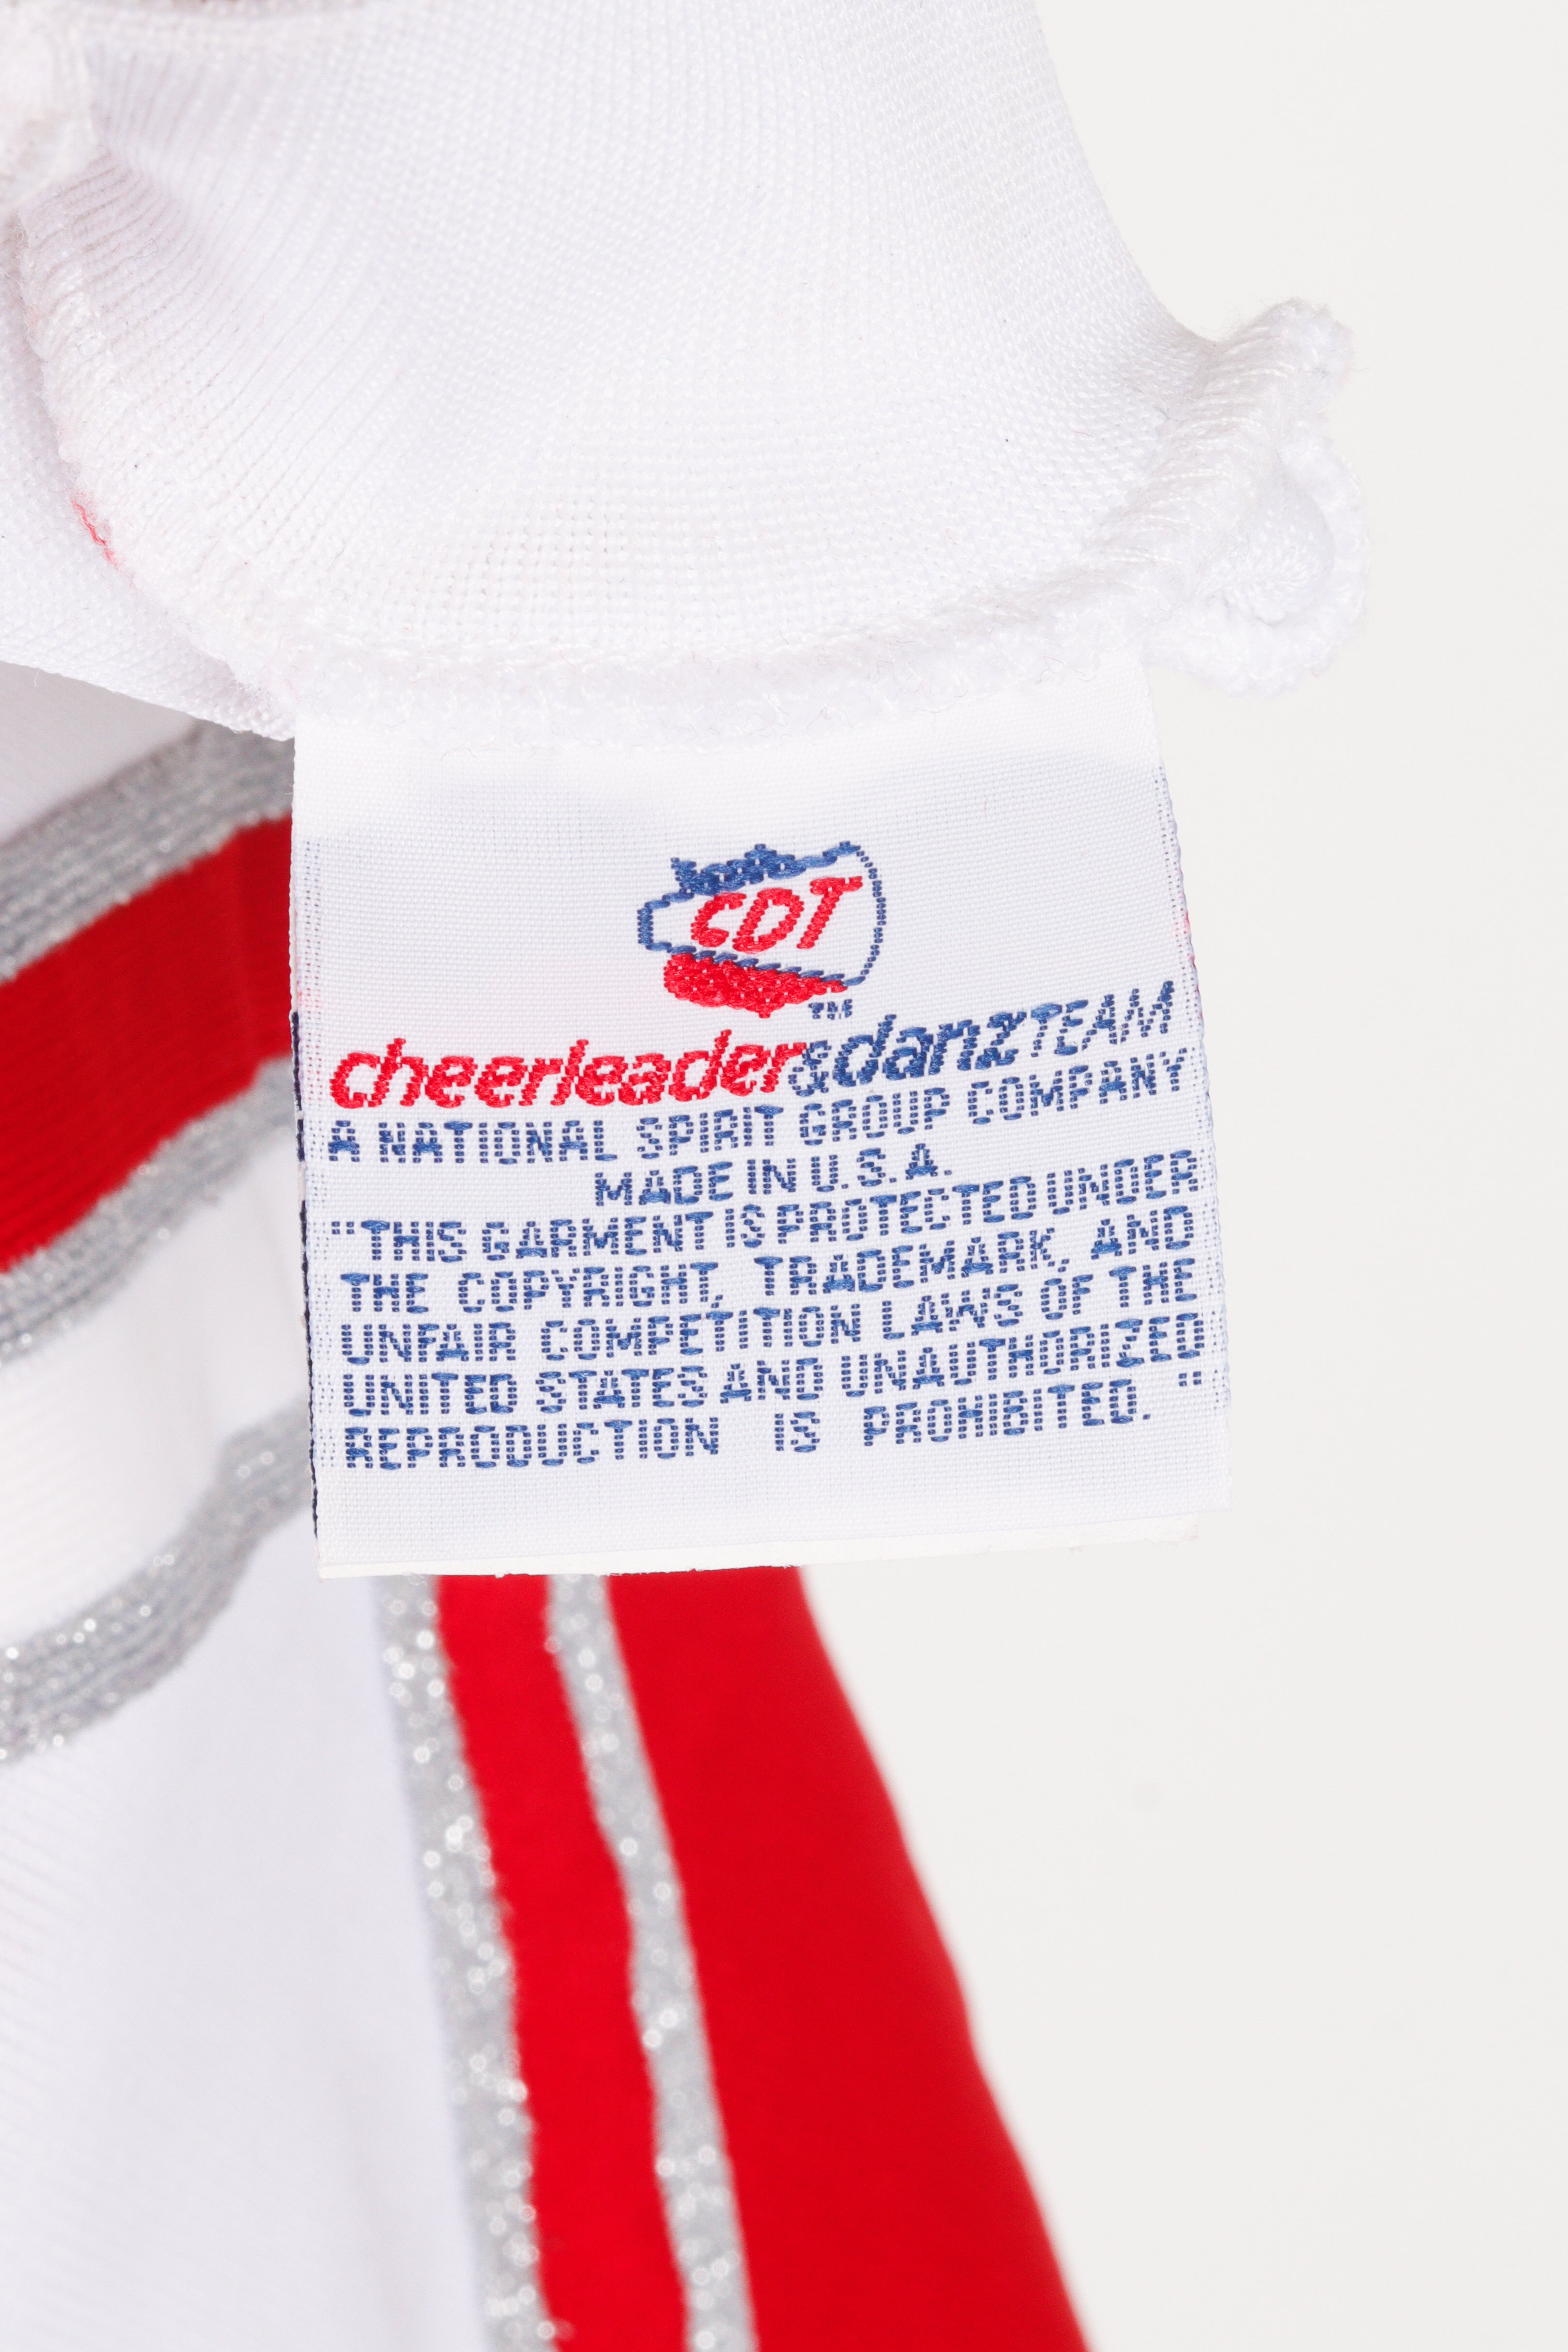 CDT
TM
cheerleader&danzTEAM
A NATIONAL SPIRIT GROUP COMPANY
MADE IN U.S.A.
"THIS GARMENT IS PROTECTED UNDER
THE COPYRIGHT, TRADEMARK, AND
UNFAIR COMPETITION LAWS OF THE
UNITED STATES AND UNAUTHORIZED
REPRODUCTION IS PROHIBITED."